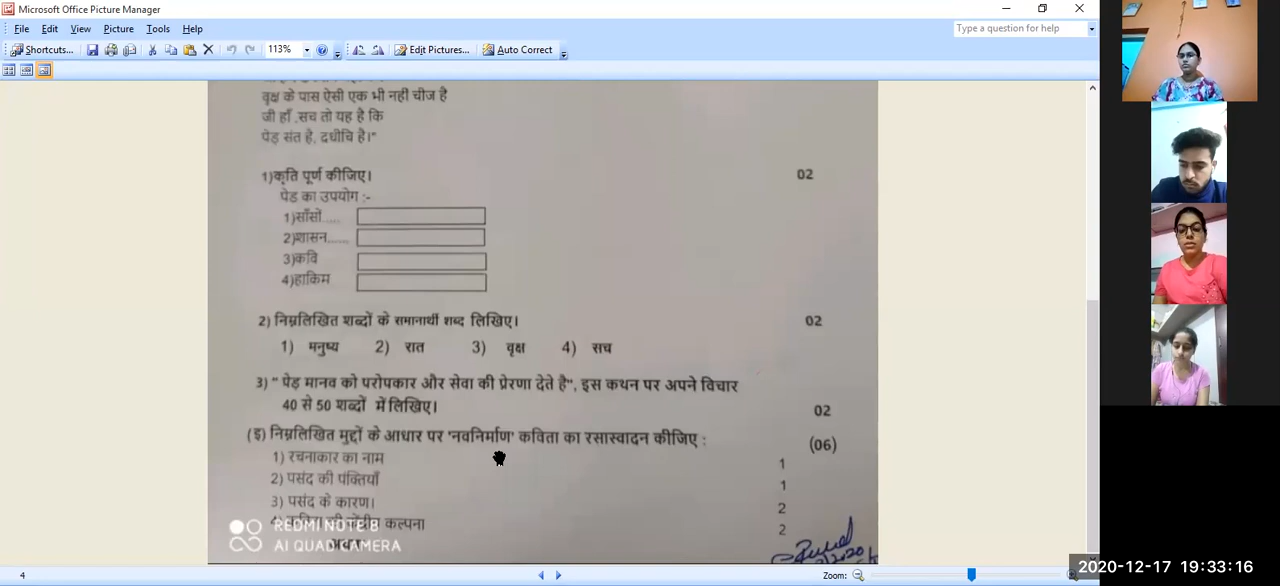 Microsoft Office Picture Manager
File Edit View Picture Tools Help
Type a question for help
Shortcuts... 113% Edit Pictures... Auto Correct
वृक्ष के पास ऐसी एक भी नही चीज है
जी हाँ सच तो यह है कि
पेड़ संत है, दधीचि है।"
1)कृति पूर्ण कीजिए। 02
पेड का उपयोग :-
1)साँसों.....
2)शासन......
3)कवि
4)हाकिम
2) निम्नलिखित शब्दों के समानार्थी शब्द लिखिए। 02
1) मनुष्य 2) रात 3) वृक्ष 4) सच
3) " पेड़ मानव को परोपकार और सेवा की प्रेरणा देते है", इस कथन पर अपने विचार
40 से 50 शब्दों में लिखिए। 02
(इ) निम्नलिखित मुद्दों के आधार पर 'नवनिर्माण' कविता का रसास्वादन कीजिए : (06)
1) रचनाकार का नाम 1
2) पसंद की पंक्तियाँ 1
3) पसंद के कारण। 2
कल्पना 2
REDMI NOTE 8
AI QUAD CAMERA
4 Zoom:
2020-12-17 19:33:16